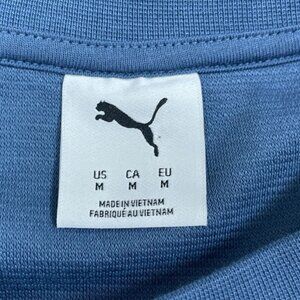 US CA EU
M M M
MADE IN VIETNAM
FABRIQUÉ AU VIETNAM